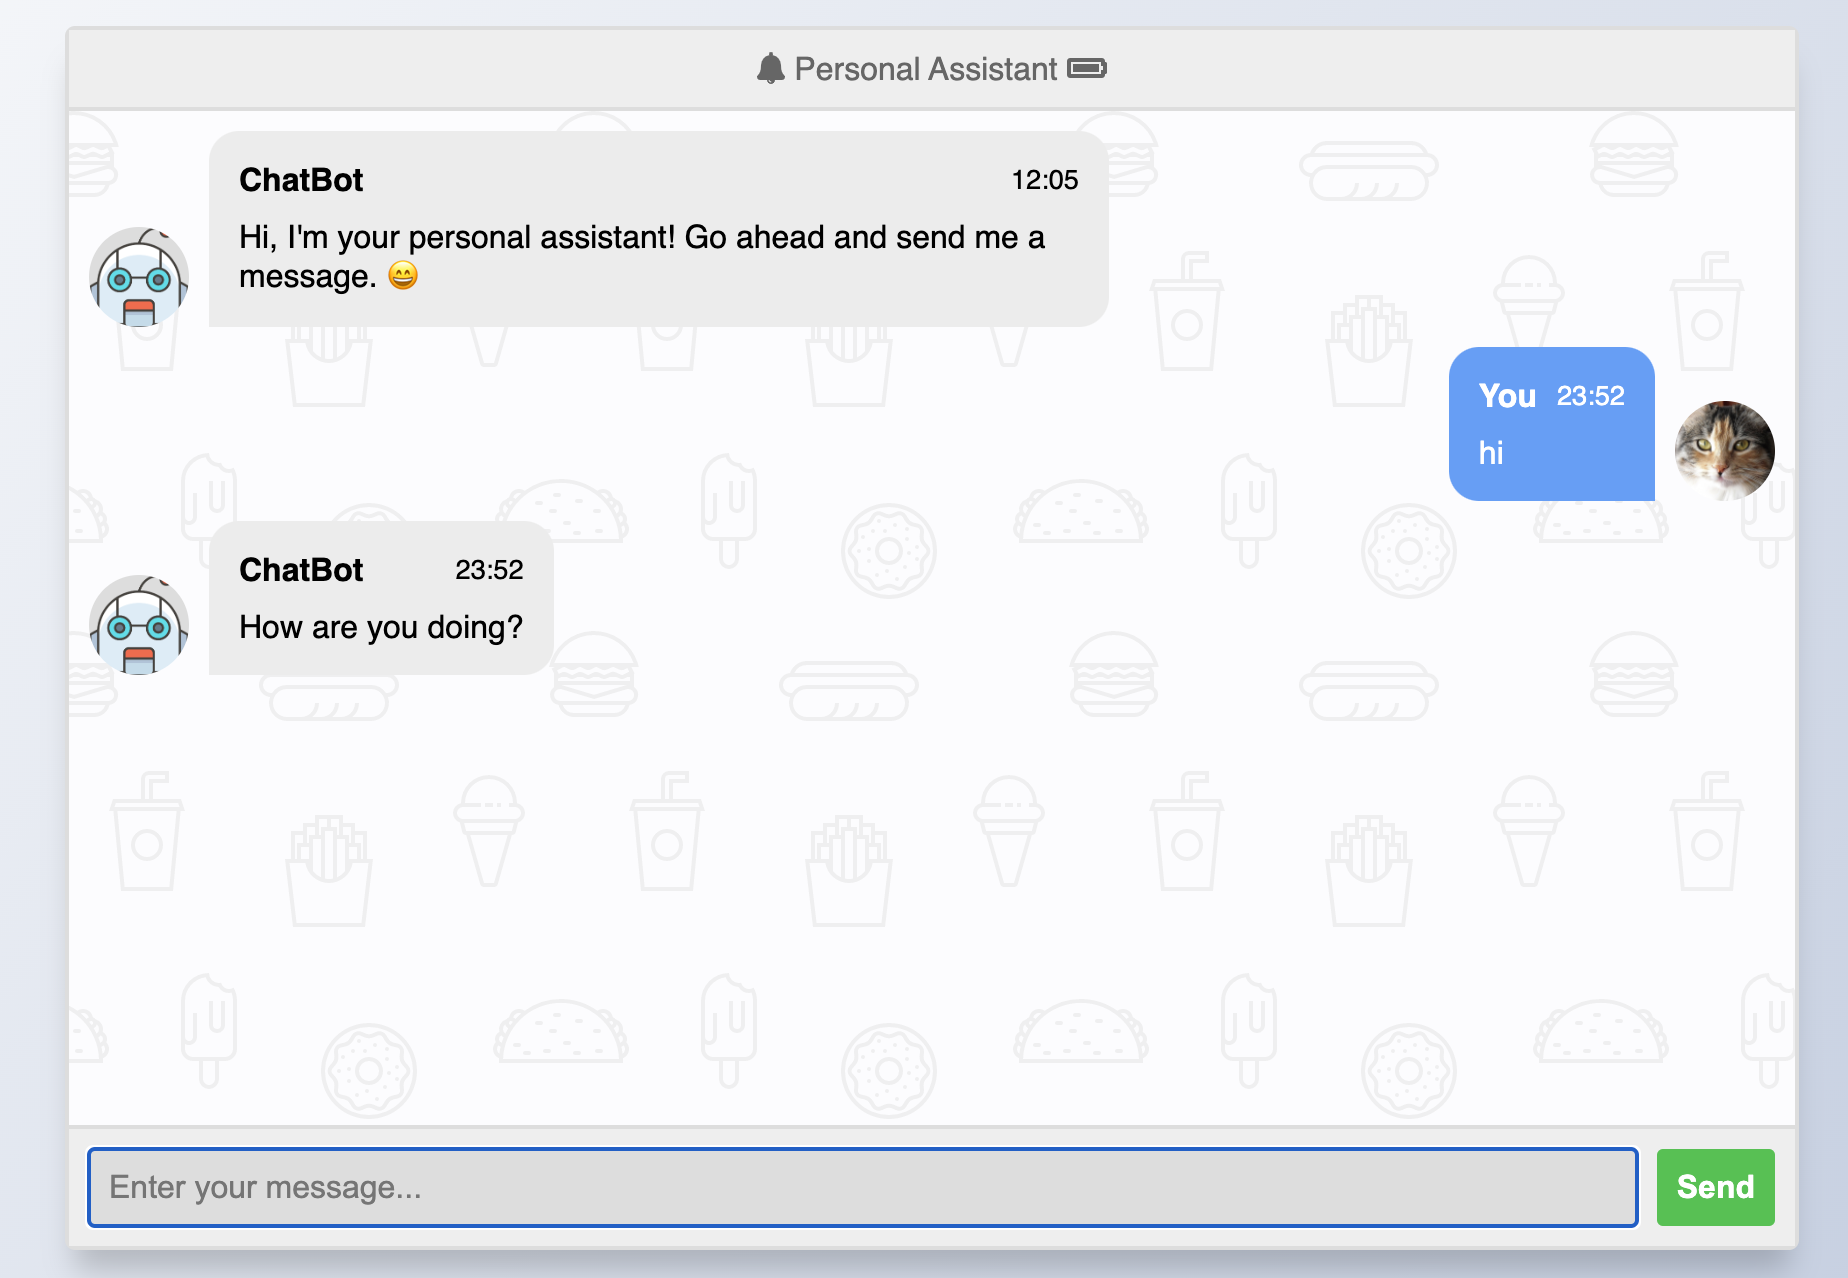 Personal Assistant
ChatBot 12:05
Hi, I'm your personal assistant! Go ahead and send me a
message. 😄
You 23:52
hi
ChatBot 23:52
How are you doing?
Enter your message...
Send